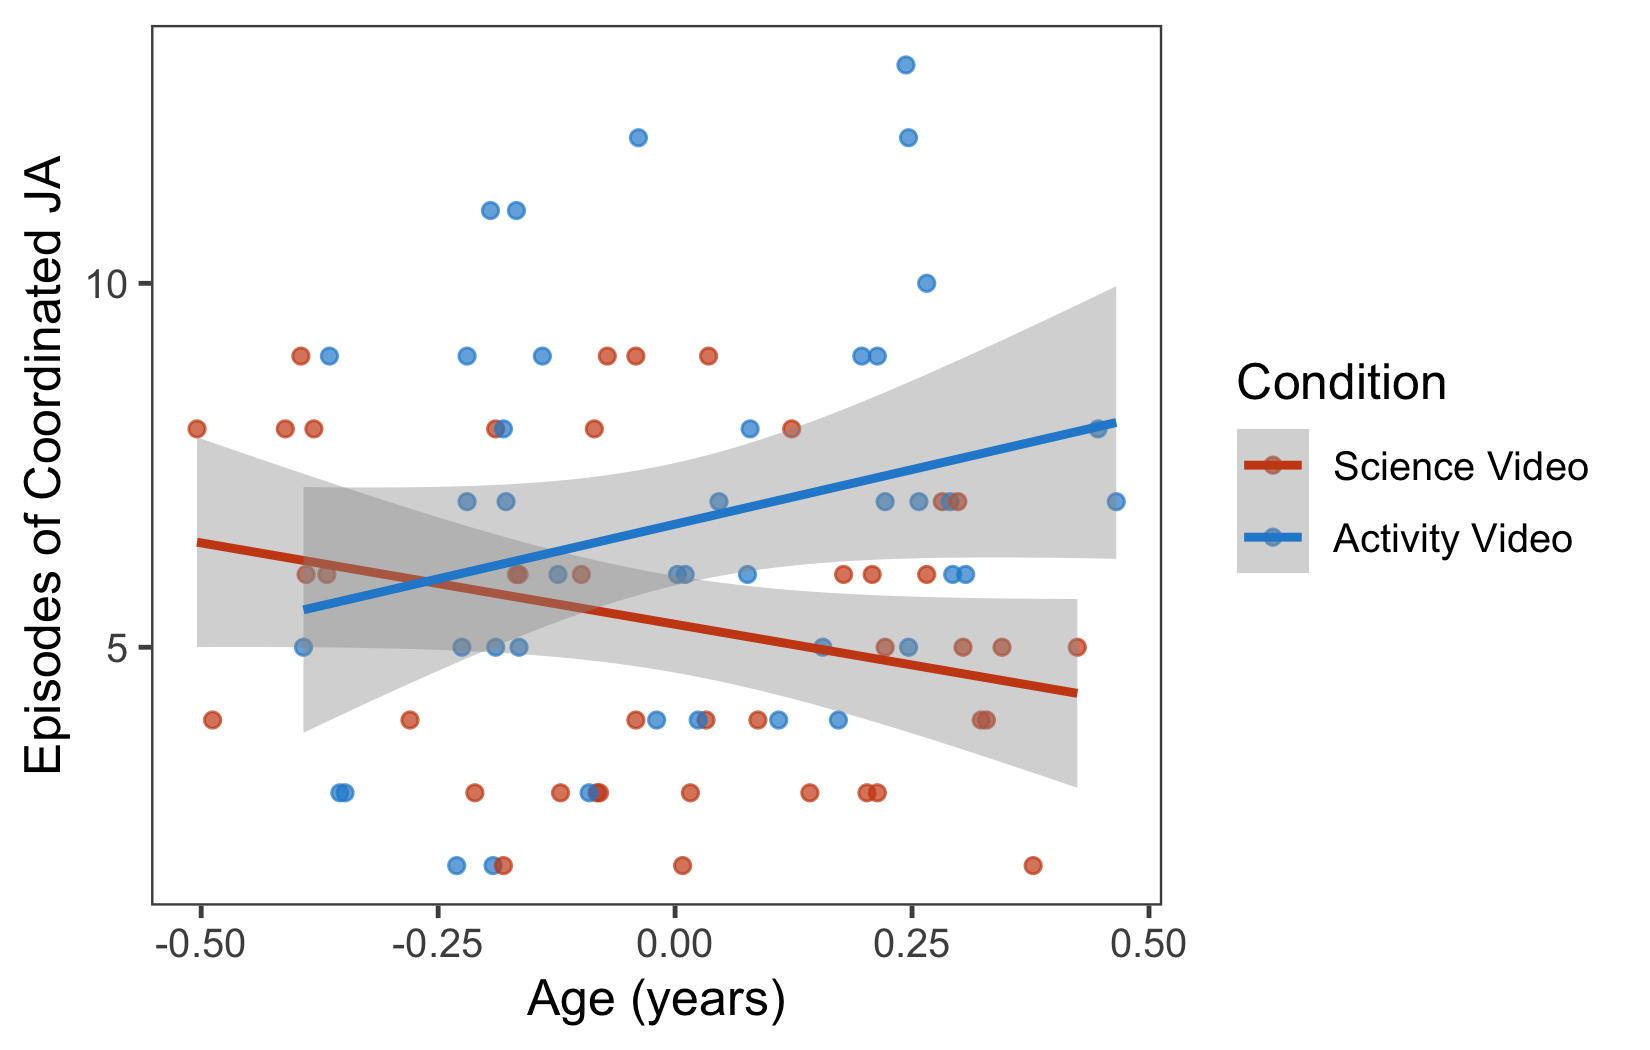 Episodes of Coordinated JA
10
5
-0.50
-0.25
0.00
0.25
0.50
Age (years)
Condition
Science Video
Activity Video